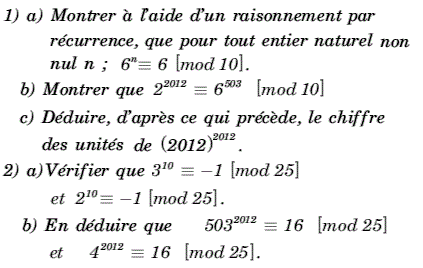 1) a) Montrer à l'aide d'un raisonnement par
récurrence, que pour tout entier naturel non
nul n ; 6ⁿ≡ 6 [mod 10].
b) Montrer que 2²⁰¹² ≡ 6⁵⁰³ [mod 10]
c) Déduire, d'après ce qui précède, le chiffre
des unités de (2012)²⁰¹².
2) a)Vérifier que 3¹⁰ ≡ −1 [mod 25]
et 2¹⁰≡ −1 [mod 25].
b) En déduire que 503²⁰¹² ≡ 16 [mod 25]
et 4²⁰¹² ≡ 16 [mod 25].